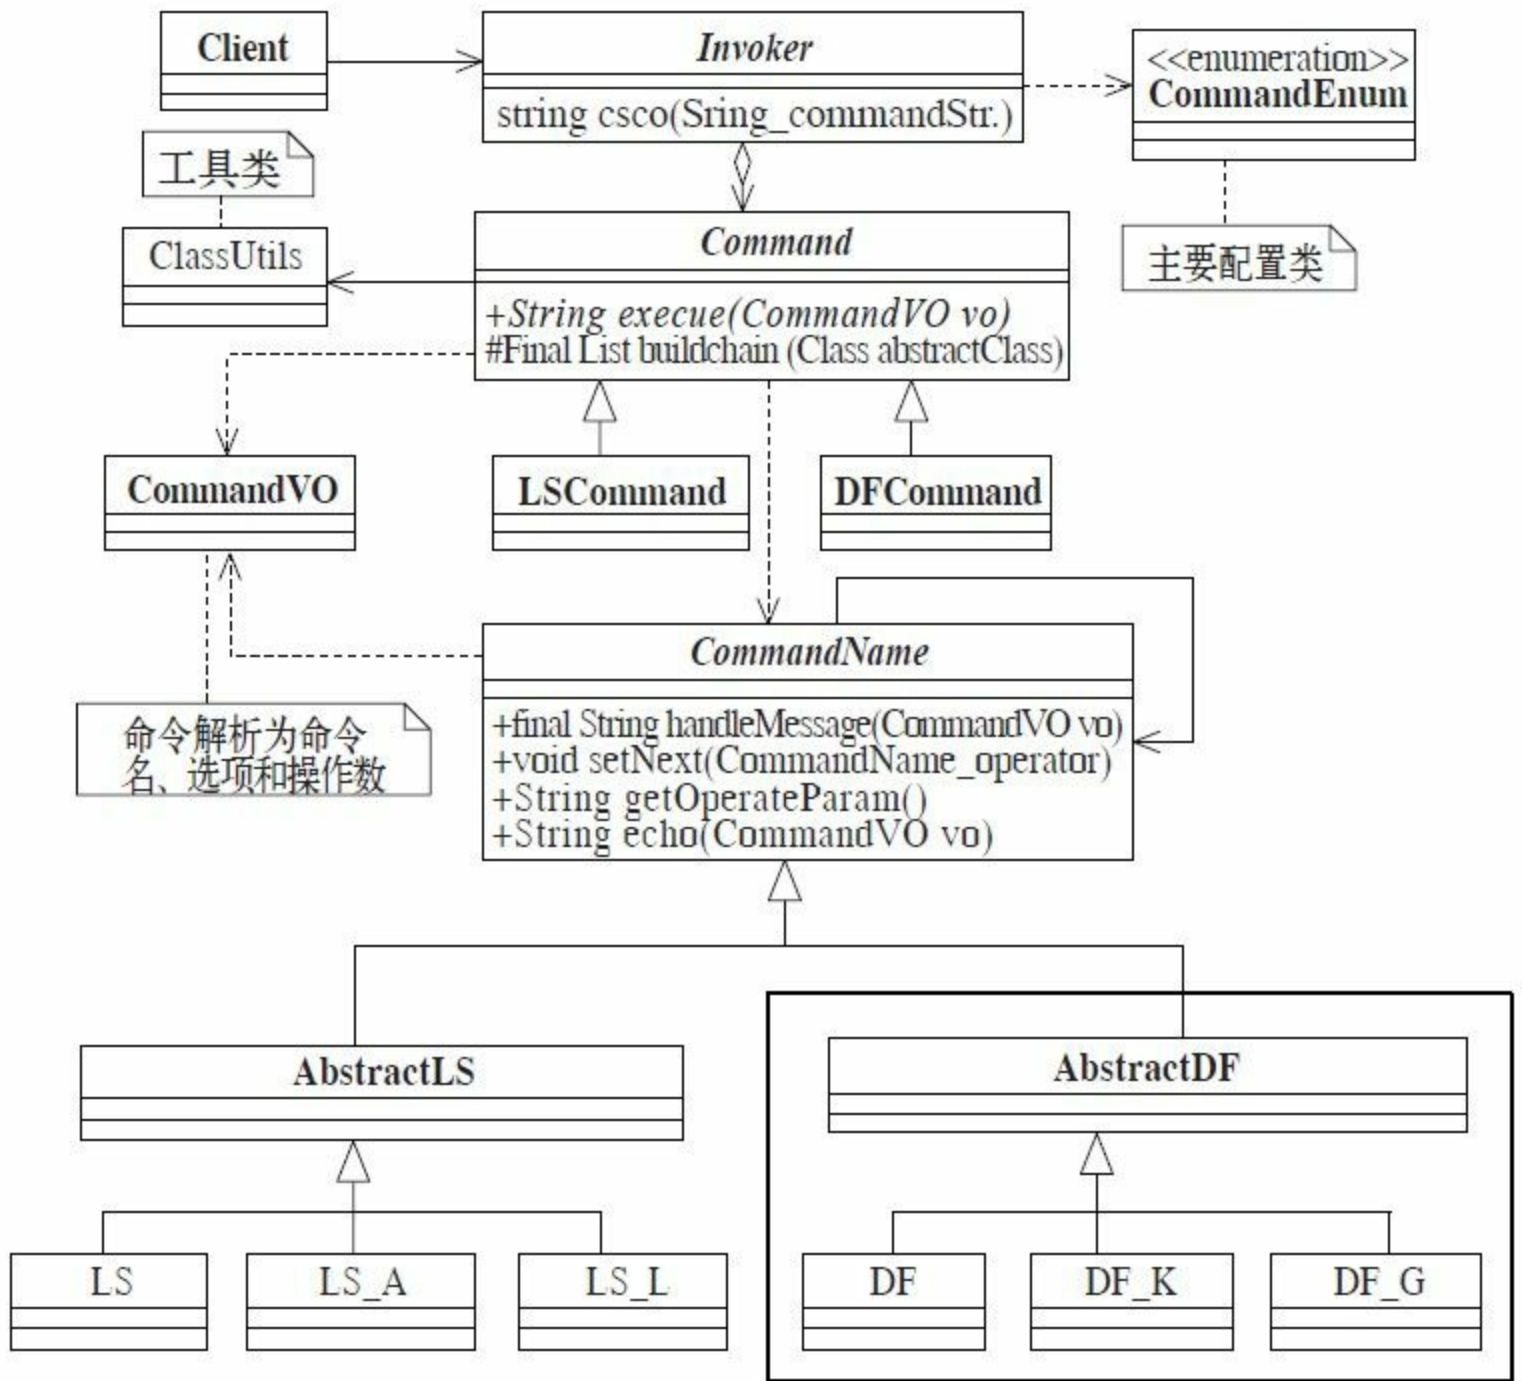 Client
Invoker
string csco(Sring_commandStr.)
<<enumeration>>
CommandEnum
工具类
ClassUtils
Command
+String execue(CommandVO vo)
#Final List buildchain (Class abstractClass)
主要配置类
CommandVO
LSCommand
DFCommand
命令解析为命令
名、选项和操作数
CommandName
+final String handleMessage(CommandVO vo)
+void setNext(CommandName_operator)
+String getOperateParam()
+String echo(CommandVO vo)
AbstractLS
AbstractDF
LS
LS_A
LS_L
DF
DF_K
DF_G